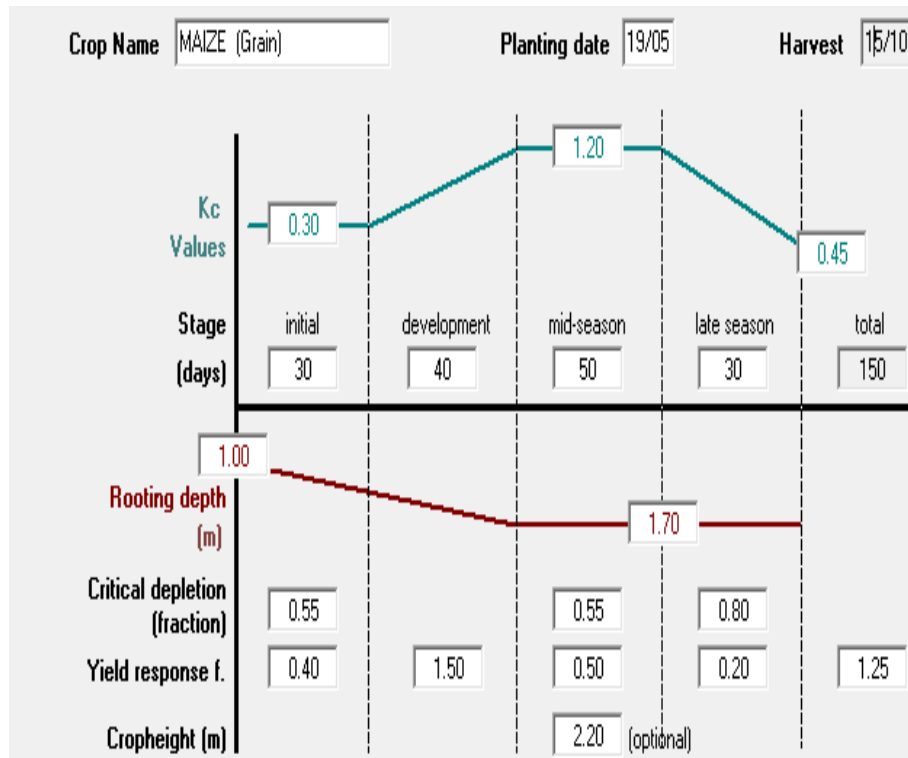 Crop Name MAIZE (Grain) Planting date 19/05 Harvest 15/10
1.20
Kc
Values
0.30
0.45
Stage initial development mid-season late season total
(days) 30 40 50 30 150
1.00
Rooting depth
(m)
1.70
Critical depletion
(fraction)
0.55 0.55 0.80
Yield response f. 0.40 1.50 0.50 0.20 1.25
Cropheight (m) 2.20 (optional)